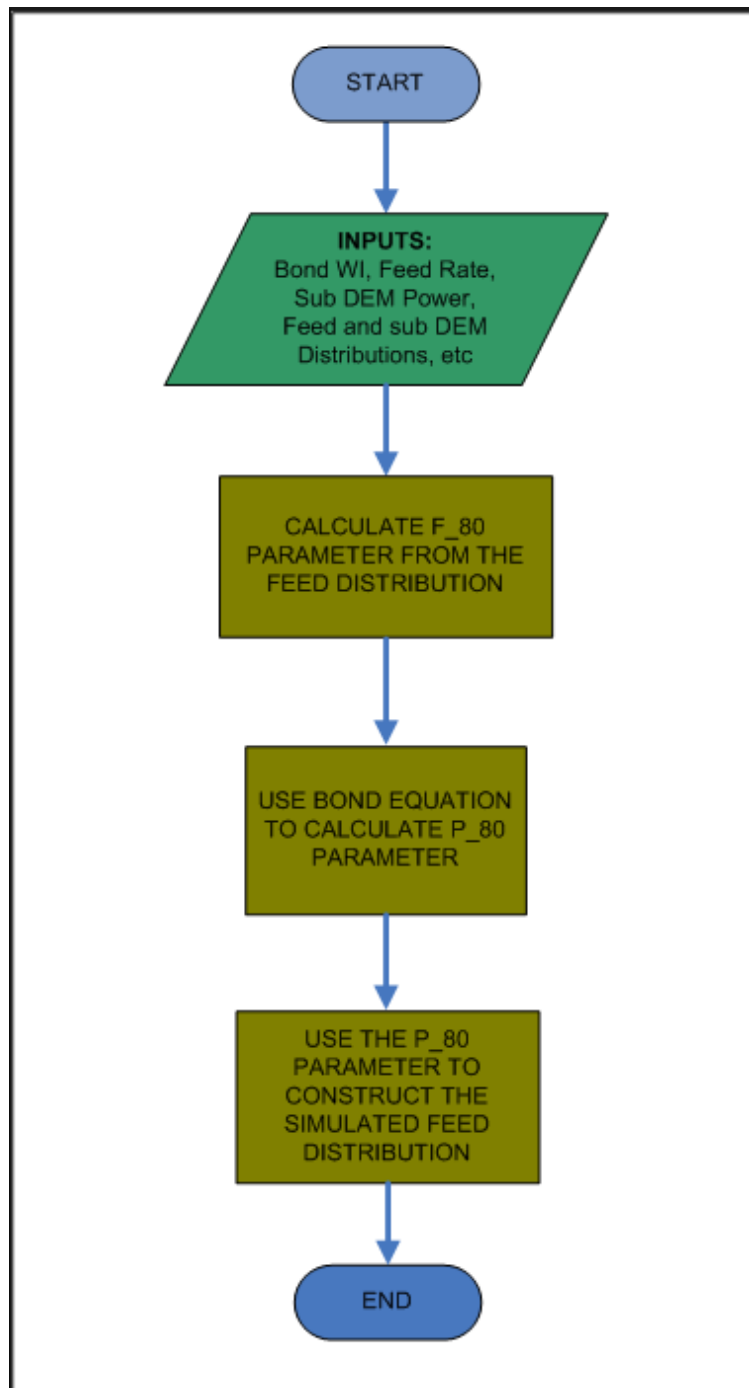 START
INPUTS:
Bond WI, Feed Rate,
Sub DEM Power,
Feed and sub DEM
Distributions, etc
CALCULATE F_80
PARAMETER FROM THE
FEED DISTRIBUTION
USE BOND EQUATION
TO CALCULATE P_80
PARAMETER
USE THE P_80
PARAMETER TO
CONSTRUCT THE
SIMULATED FEED
DISTRIBUTION
END